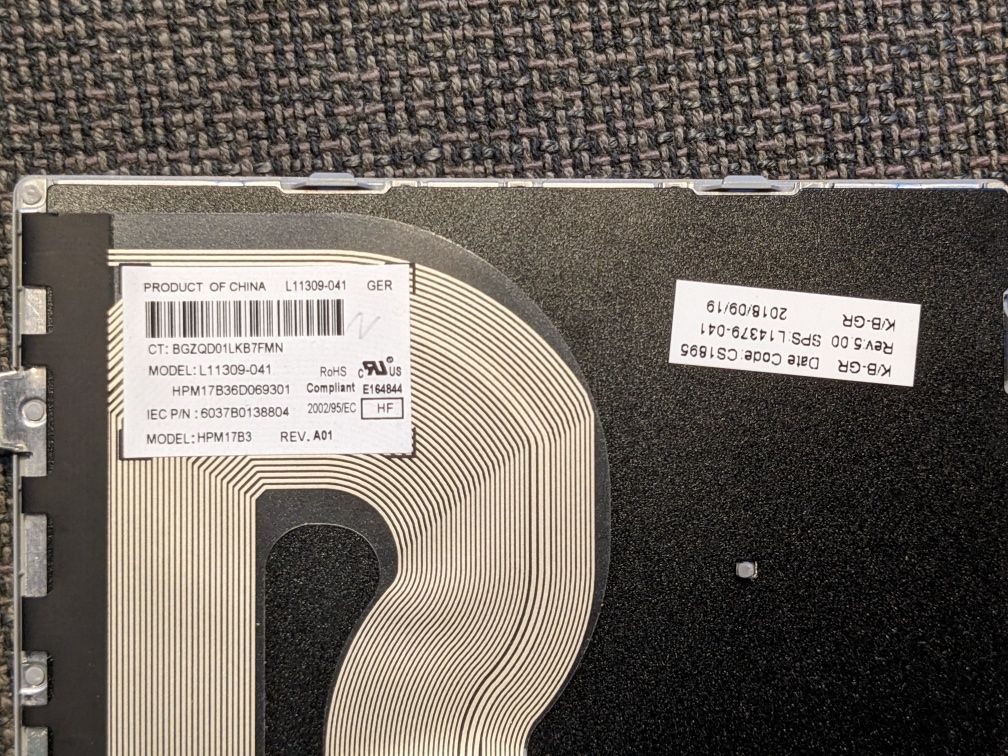 PRODUCT OF CHINA L11309-041 GER
CT: BGZQD01LKB7FMN
MODEL: L11309-041 RoHS c RU ® US
HPM17B36D069301 Compliant E164844
IEC P/N : 6037B0138804 2002/95/EC HF
MODEL: HPM17B3 REV. A01
K/B-GR Date Code: CS1895
Rev:5.00 SPS:L14379-041
K/B-GR 2018/09/19